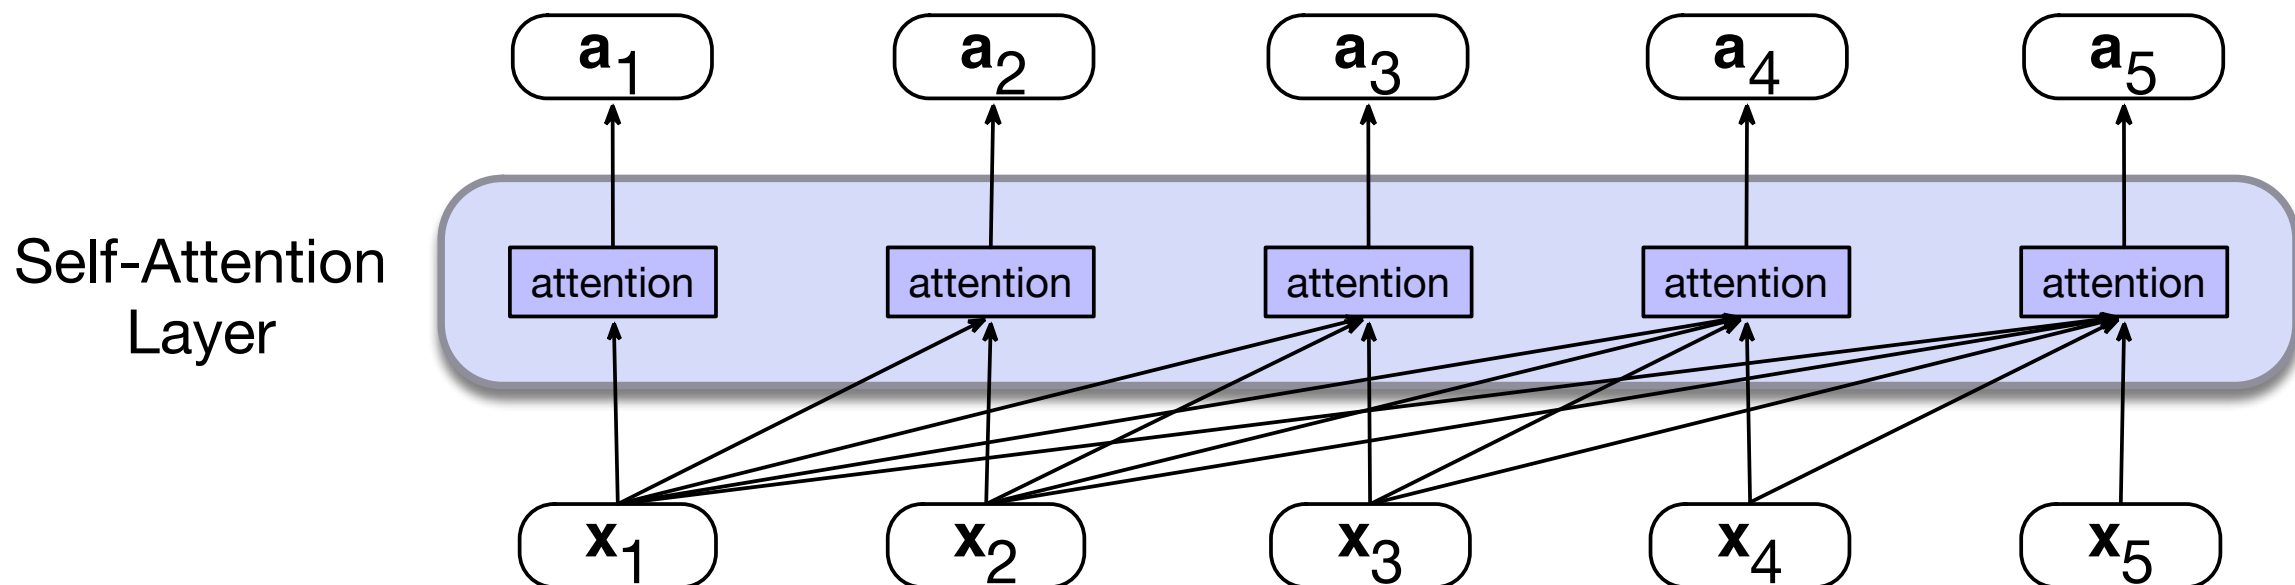 a1 a2 a3 a4 a5
Self-Attention
Layer
attention attention attention attention attention
x1 x2 x3 x4 x5